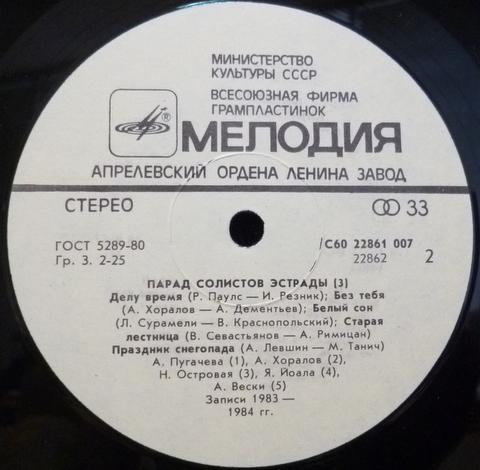 МИНИСТЕРСТВО
КУЛЬТУРЫ СССР
ВСЕСОЮЗНАЯ ФИРМА
ГРАМПЛАСТИНОК
МЕЛОДИЯ
АПРЕЛЕВСКИЙ ОРДЕНА ЛЕНИНА ЗАВОД
СТЕРЕО
33
ГОСТ 5289-80
Гр. 3. 2-25
С60 22861 007
22862
2
ПАРАД СОЛИСТОВ ЭСТРАДЫ (3)
Делу время (Р. Паулс — И. Резник); Без тебя
(А. Хоралов — А. Дементьев); Белый сон
(Л. Сурамели — В. Краснопольский); Старая
лестница (В. Севастьянов — А. Римицан)
Праздник снегопада (А. Левшин — М. Танич)
А. Пугачева (1), А. Хоралов (2),
Н. Островая (3), Я. Йоала (4),
А. Вески (5)
Записи 1983—
1984 гг.